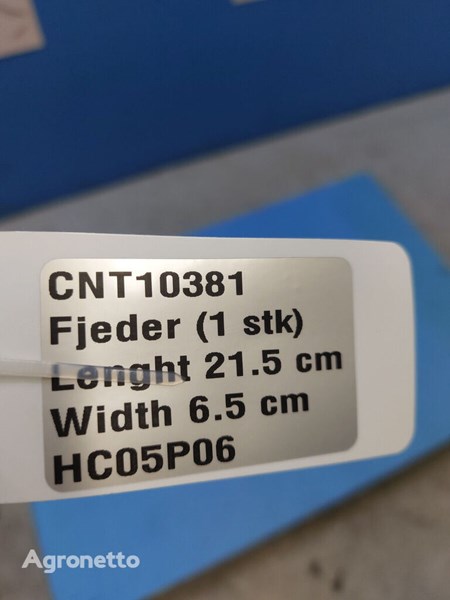 CNT10381
Fjeder (1 stk)
Lenght 21.5 cm
Width 6.5 cm
HC05P06
Agronetto